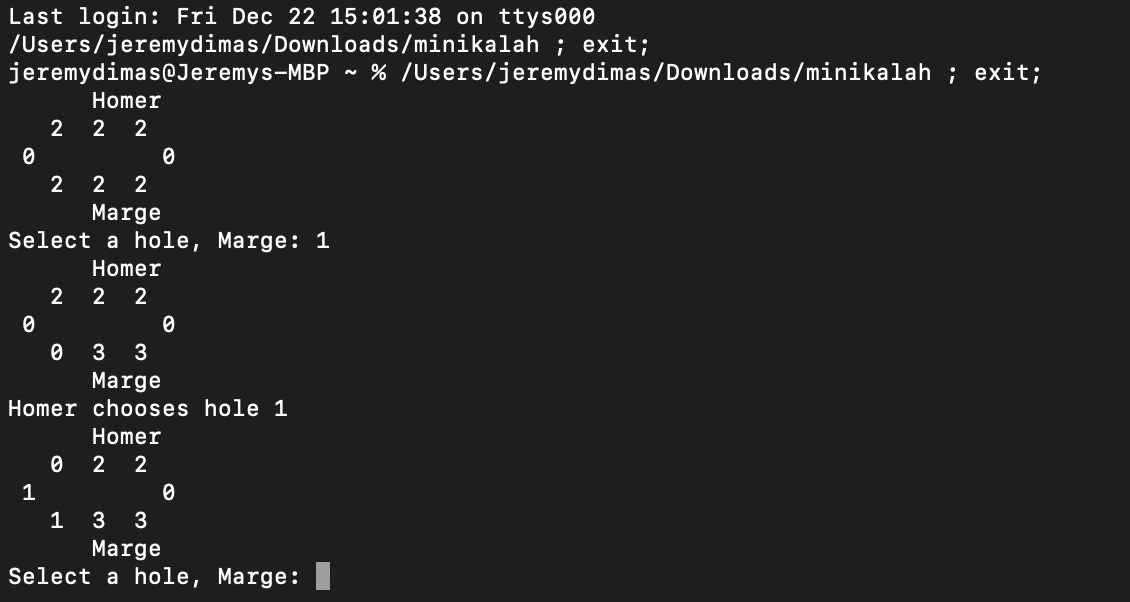 Last login: Fri Dec 22 15:01:38 on ttys000
/Users/jeremydimas/Downloads/minikalah ; exit;
jeremydimas@Jeremys-MBP ~ % /Users/jeremydimas/Downloads/minikalah ; exit;
      Homer
   2  2  2
 0         0
   2  2  2
      Marge
Select a hole, Marge: 1
      Homer
   2  2  2
 0         0
   0  3  3
      Marge
Homer chooses hole 1
      Homer
   0  2  2
 1         0
   1  3  3
      Marge
Select a hole, Marge: